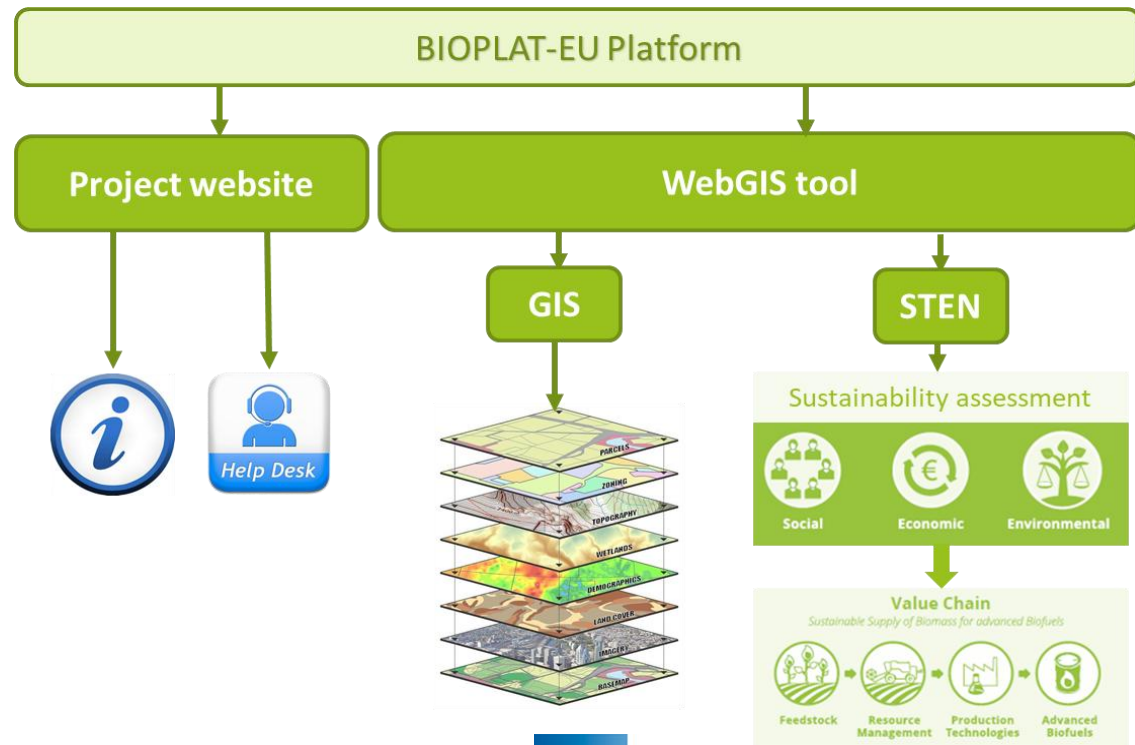 BIOPLAT-EU Platform
Project website
WebGIS tool
GIS
STEN
i
Help Desk
PARCELS
ZONING
TOPOGRAPHY
WETLANDS
DEMOGRAPHICS
LAND COVER
IMAGERY
BASEMAP
Sustainability assessment
€
Social
Economic
Environmental
Value Chain
Sustainable Supply of Biomass for advanced Biofuels
Feedstock
Resource
Management
Production
Technologies
Advanced
Biofuels